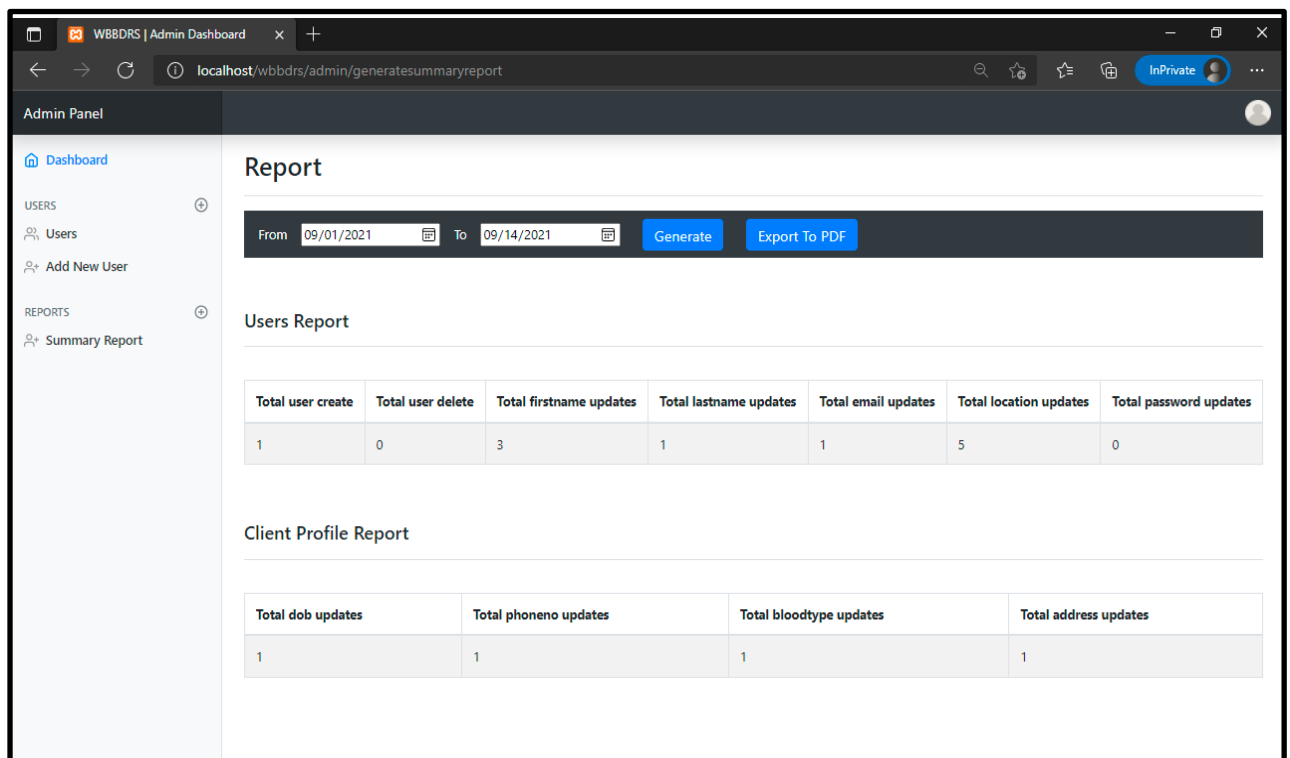 WBBDRS | Admin Dashbo
localhost/wbbdrs/admin/generatesummaryreport
InPrivate
Admin Panel
Dashboard
USERS
Users
Add New User
REPORTS
Summary Report
Report
From 09/01/2021 To 09/14/2021 Generate Export To PDF
Users Report
Total user create Total user delete Total firstname updates Total lastname updates Total email updates Total location updates Total password updates
1 0 3 1 1 5 0
Client Profile Report
Total dob updates Total phoneno updates Total bloodtype updates Total address updates
1 1 1 1